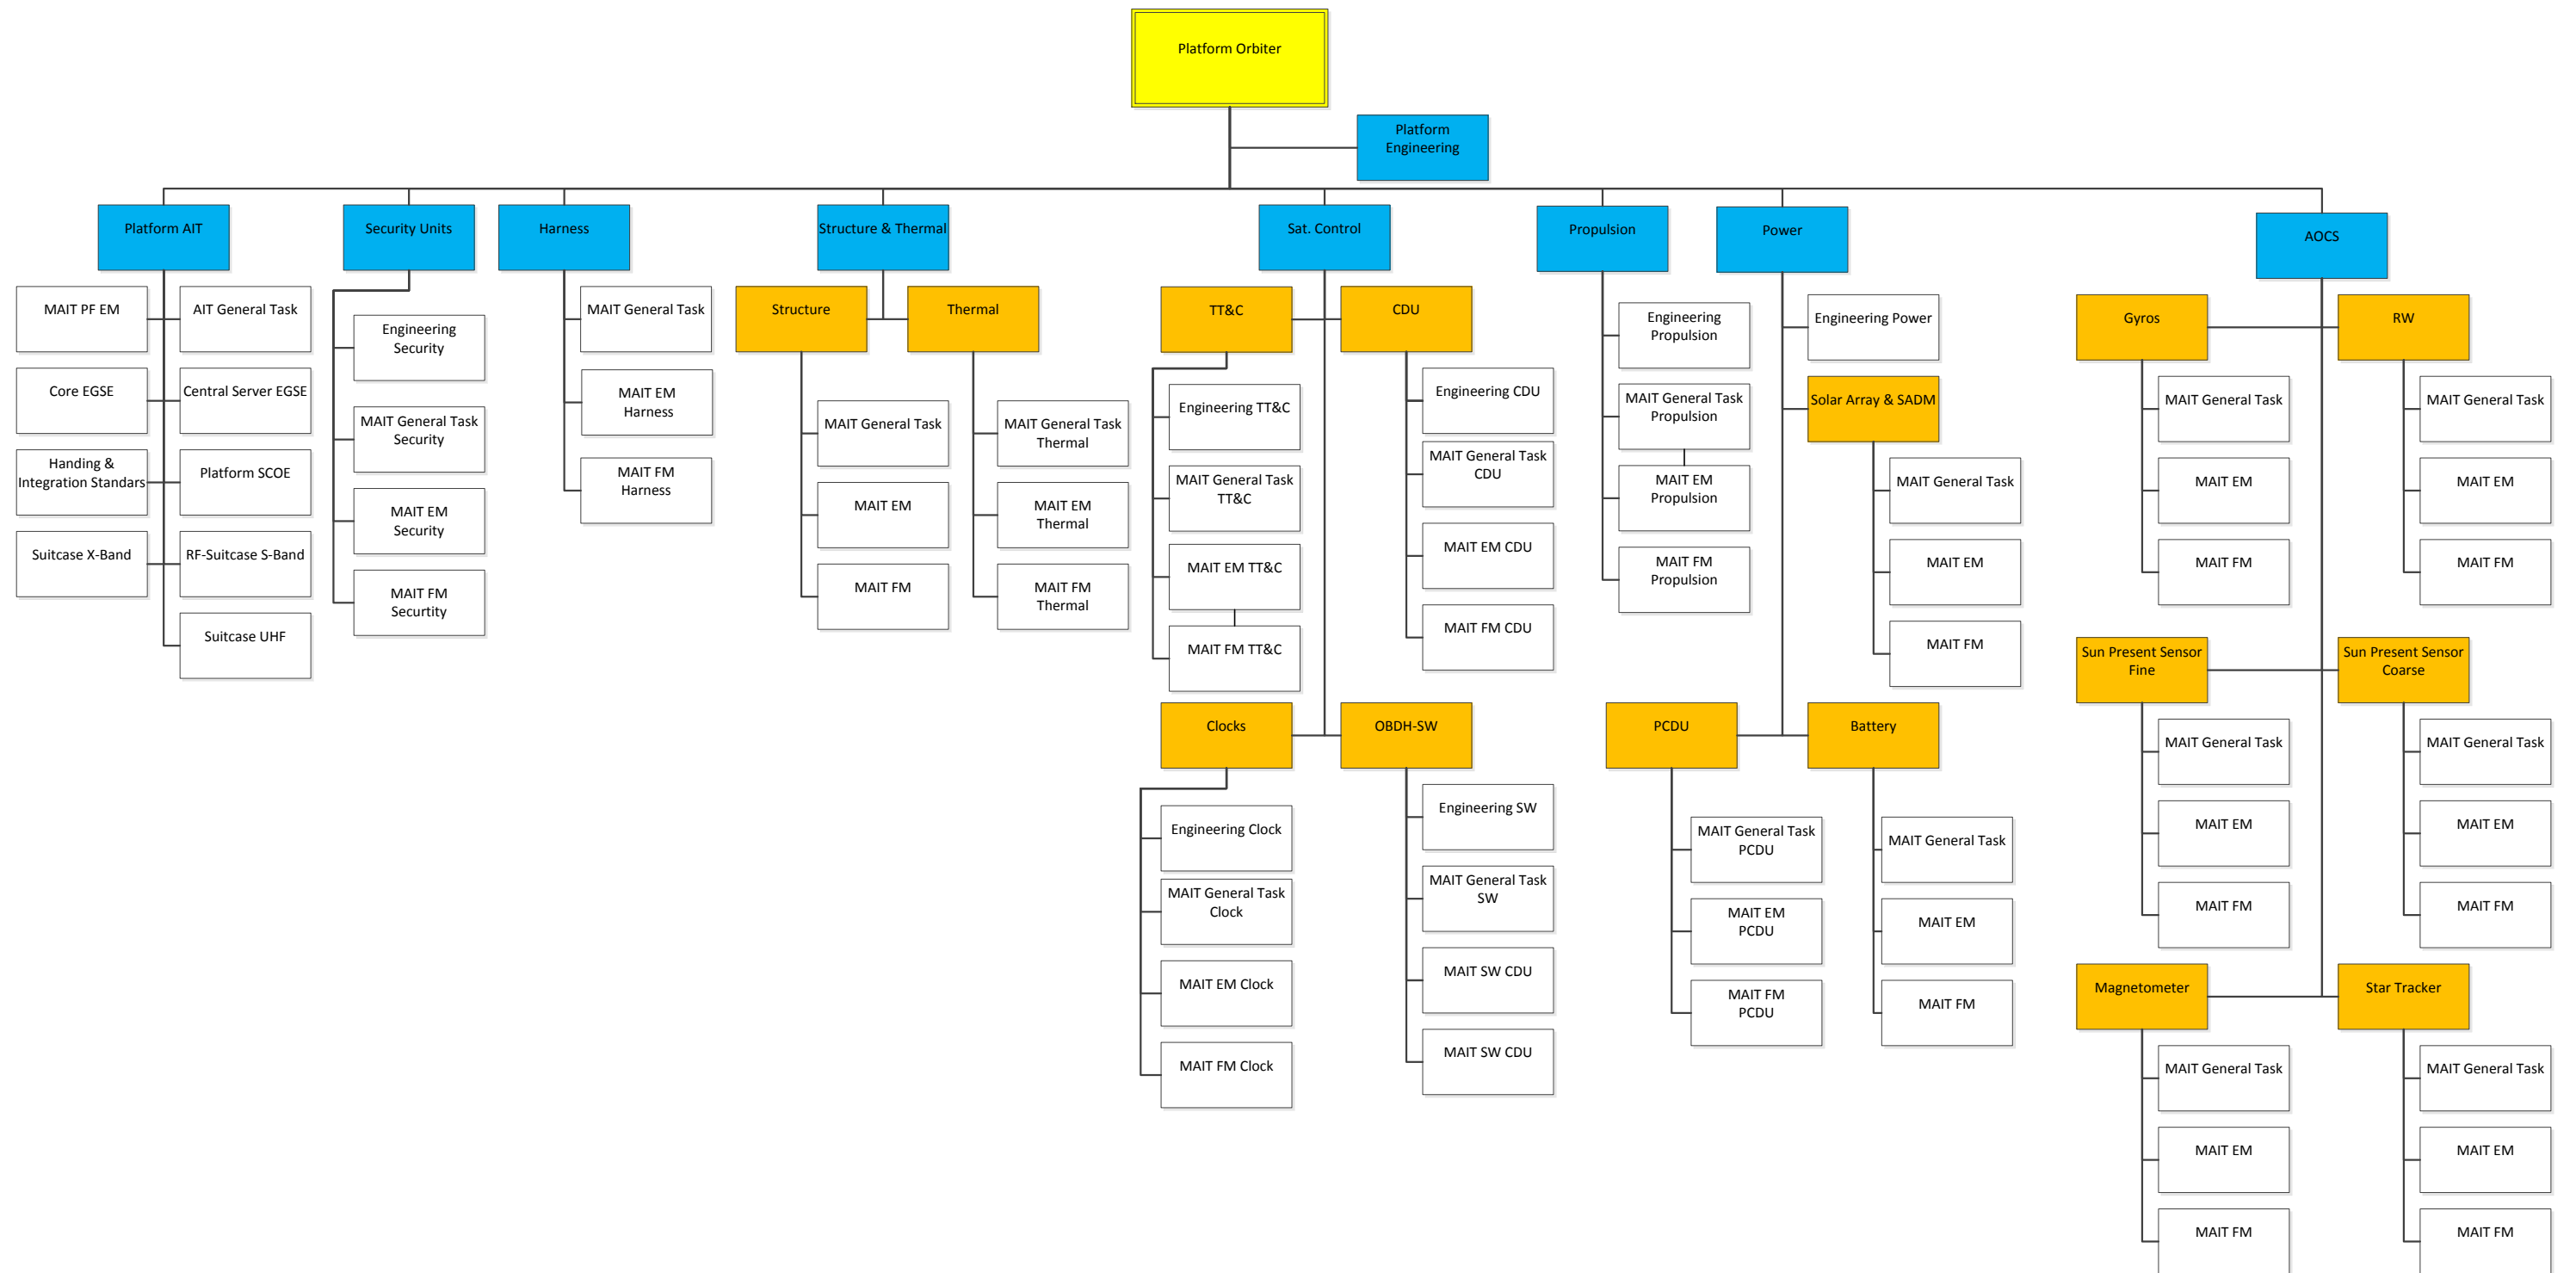 Platform Orbiter
Platform
Engineering
Platform AIT
Security Units
Harness
Structure & Thermal
Sat. Control
Propulsion
Power
AOCS
MAIT PF EM
AIT General Task
Core EGSE
Central Server EGSE
Handing &
Integration Standars
Platform SCOE
Suitcase X-Band
RF-Suitcase S-Band
Suitcase UHF
Engineering
Security
MAIT General Task
Security
MAIT EM
Security
MAIT FM
Securtity
MAIT General Task
MAIT EM
Harness
MAIT FM
Harness
Structure
Thermal
MAIT General Task
MAIT EM
MAIT FM
MAIT General Task
Thermal
MAIT EM
Thermal
MAIT FM
Thermal
TT&C
CDU
Engineering TT&C
MAIT General Task
TT&C
MAIT EM TT&C
MAIT FM TT&C
Engineering CDU
MAIT General Task
CDU
MAIT EM CDU
MAIT FM CDU
Clocks
OBDH-SW
Engineering Clock
MAIT General Task
Clock
MAIT EM Clock
MAIT FM Clock
Engineering SW
MAIT General Task
SW
MAIT SW CDU
MAIT SW CDU
Engineering
Propulsion
MAIT General Task
Propulsion
MAIT EM
Propulsion
MAIT FM
Propulsion
Engineering Power
Solar Array & SADM
MAIT General Task
MAIT EM
MAIT FM
PCDU
Battery
MAIT General Task
PCDU
MAIT EM
PCDU
MAIT FM
PCDU
MAIT General Task
MAIT EM
MAIT FM
Gyros
RW
MAIT General Task
MAIT EM
MAIT FM
MAIT General Task
MAIT EM
MAIT FM
Sun Present Sensor
Fine
Sun Present Sensor
Coarse
MAIT General Task
MAIT EM
MAIT FM
MAIT General Task
MAIT EM
MAIT FM
Magnetometer
Star Tracker
MAIT General Task
MAIT EM
MAIT FM
MAIT General Task
MAIT EM
MAIT FM